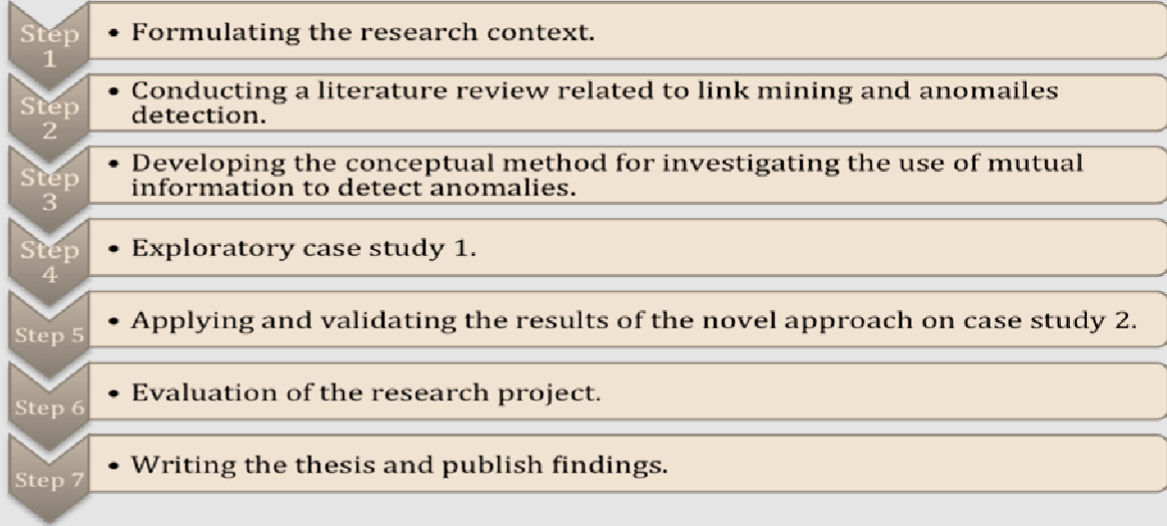 Step
1
• Formulating the research context.
Step
2
• Conducting a literature review related to link mining and anomailes
detection.
Step
3
• Developing the conceptual method for investigating the use of mutual
information to detect anomalies.
Step
4
• Exploratory case study 1.
Step 5
• Applying and validating the results of the novel approach on case study 2.
Step 6
• Evaluation of the research project.
Step 7
• Writing the thesis and publish findings.